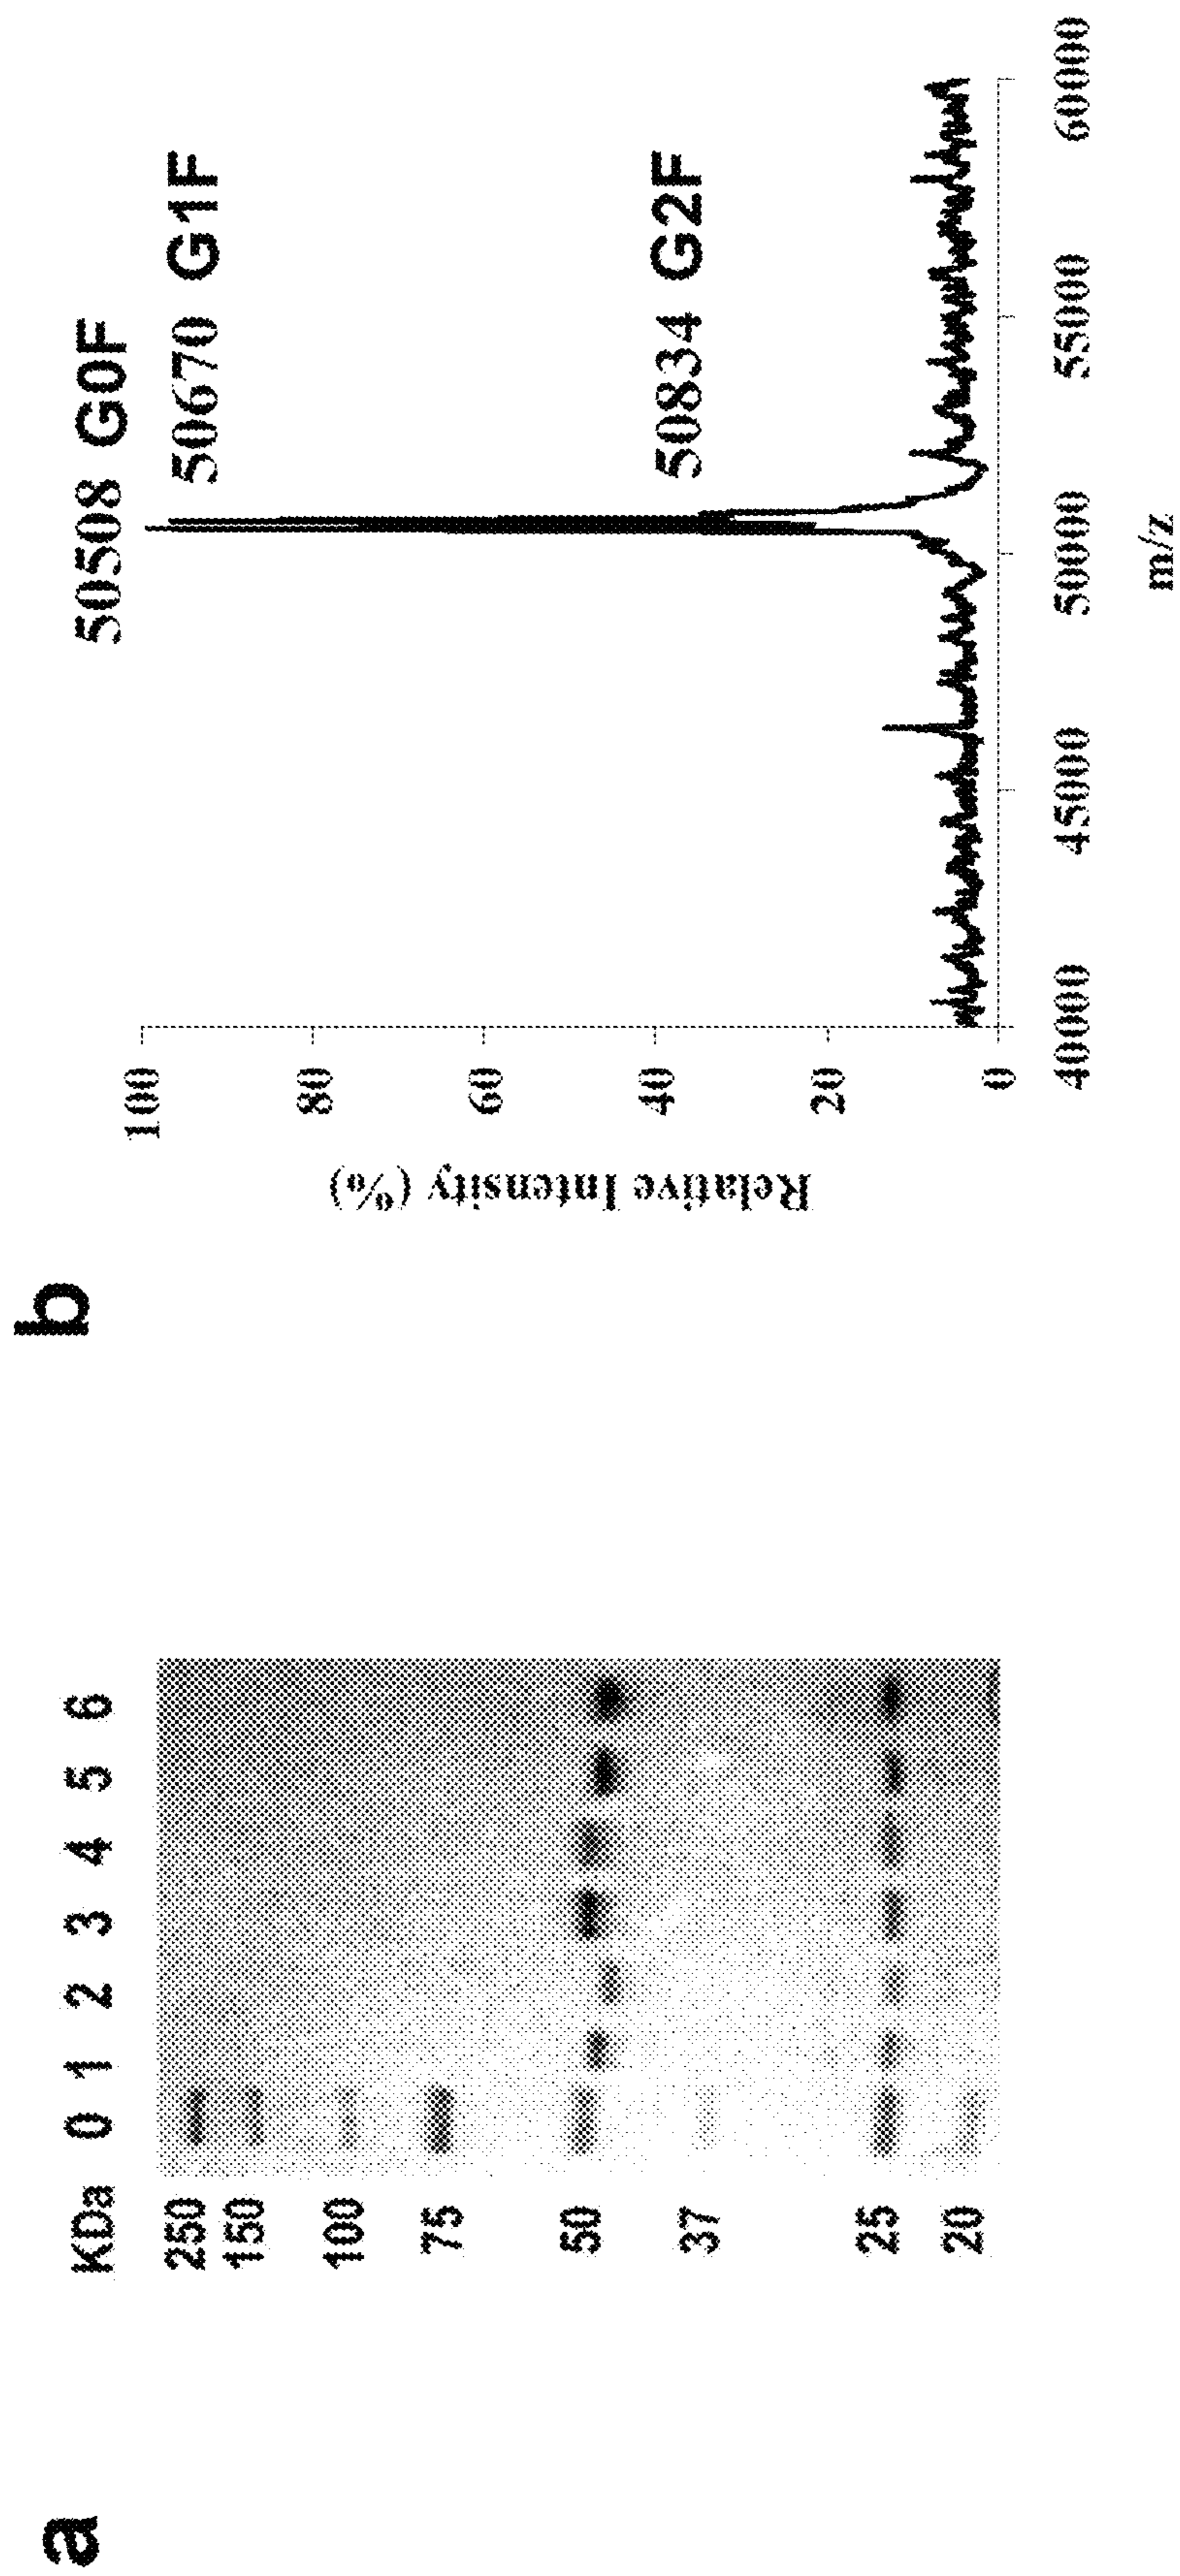 a
KDa 0 1 2 3 4 5 6
250
150
100
75
50
37
25
20
b
50508 G0F
50670 G1F
50834 G2F
Relative Intensity (%)
100
80
60
40
20
0
40000 45000 50000 55000 60000
m/z